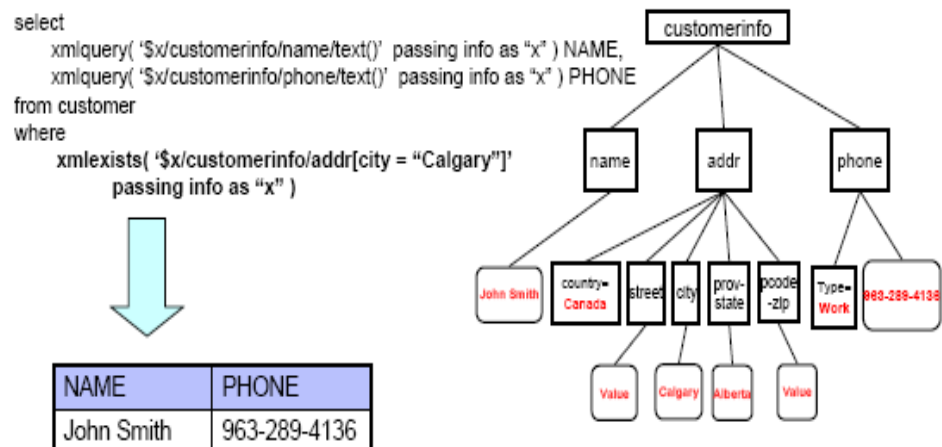 select
xmlquery( ‘$x/customerinfo/name/text()’ passing info as “x” ) NAME,
xmlquery( ‘$x/customerinfo/phone/text()’ passing info as “x” ) PHONE
from customer
where
xmlexists( ‘$x/customerinfo/addr[city = “Calgary”]’
passing info as “x” )
NAME PHONE
John Smith 963-289-4136
customerinfo
name addr phone
John Smith
country=
Canada
street
city
prov-
state
pcode
-zip
Type=
Work
963-289-4136
Value
Calgary
Alberta
Value